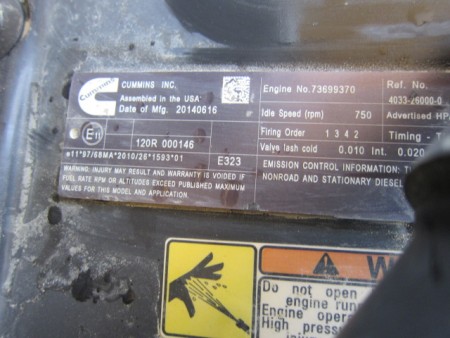 Cummins
CUMMINS INC.
Assembled in the USA:
Date of Mfg. 20140616
E11
120R 000146
e11*97/68MA*2010/26*1593*01
E323
WARNING: INJURY MAY RESULT AND WARRANTY IS VOIDED IF
FUEL RATE RPM OR ALTITUDES EXCEED PUBLISHED MAXIMUM
VALUES FOR THIS MODEL AND APPLICATION.
Engine No. 73699370
Ref. No.
4033-26000-0
Idle Speed (rpm) 750
Advertised HP
Firing Order 1 3 4 2
Timing - T
Valve lash cold 0.010 Int. 0.020
EMISSION CONTROL INFORMATION: T
NONROAD AND STATIONARY DIESEL
W
Do not open
engine run
Engine oper
High press